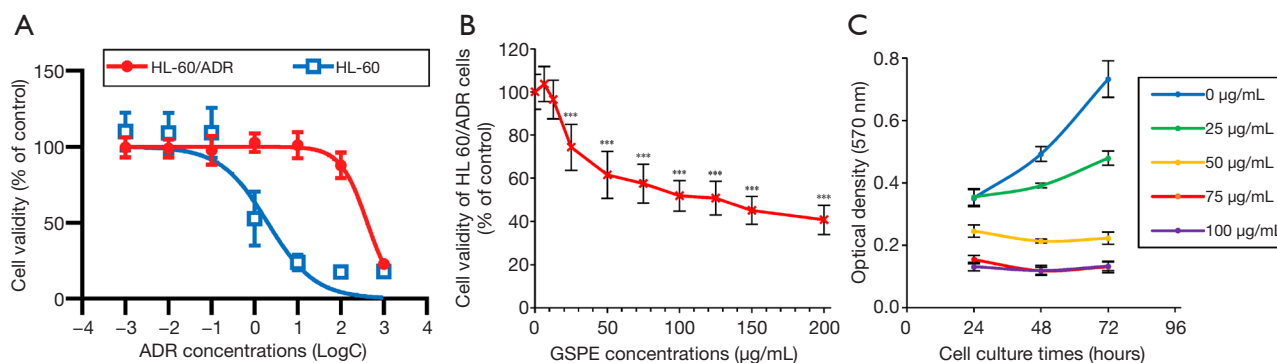 A
HL-60/ADR
HL-60
150
100
50
0
–4
–3
–2
–1
0
1
2
3
4
Cell validity (% of control)
ADR concentrations (LogC)
B
120
100
80
60
40
20
0
***
***
***
***
***
***
***
0
50
100
150
200
Cell validity of HL 60/ADR cells
(% of control)
GSPE concentrations (µg/mL)
C
0.8
0.6
0.4
0.2
0.0
0
24
48
72
96
Optical density (570 nm)
Cell culture times (hours)
0 µg/mL
25 µg/mL
50 µg/mL
75 µg/mL
100 µg/mL